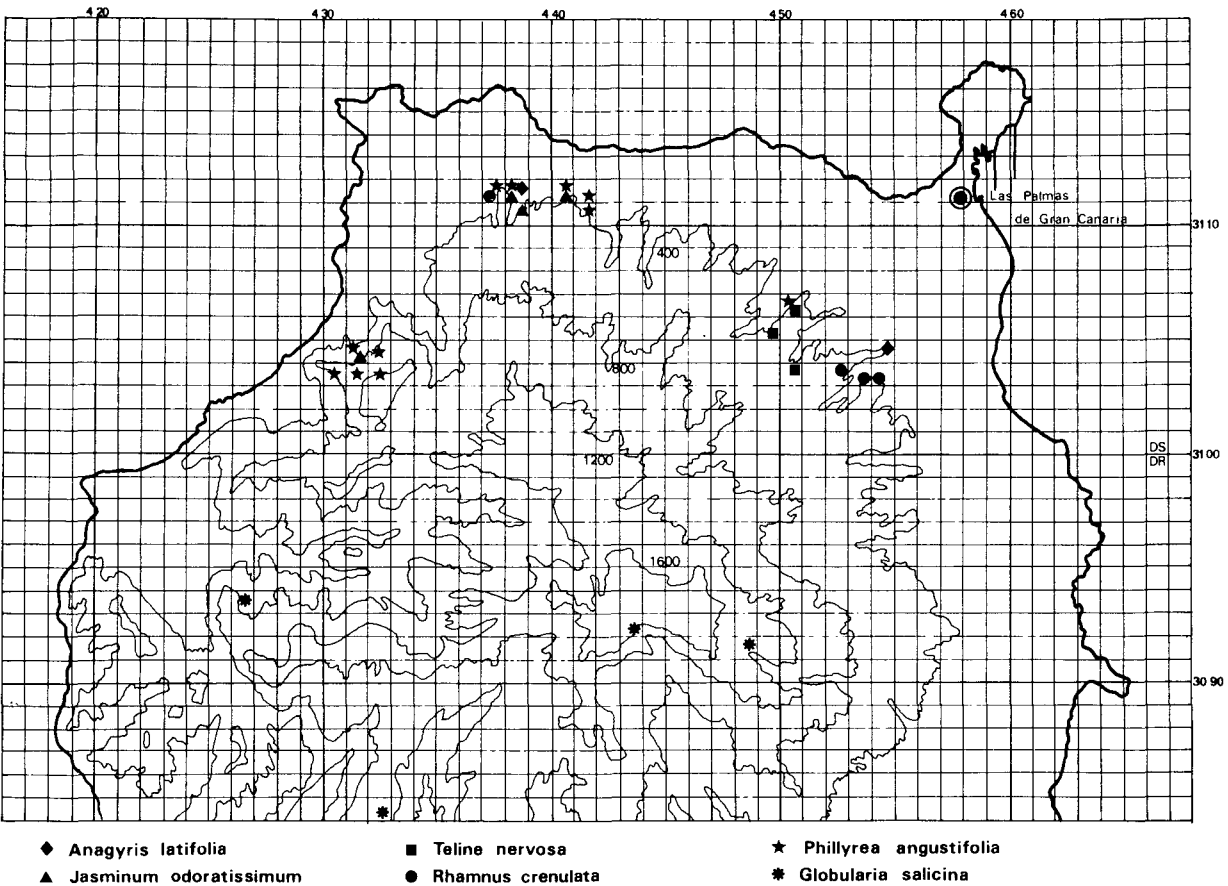 4 20 4 30 4 40 4 50 4 60
Las Palmas
de Gran Canaria
3110
400
800
DS
DR
3100
1200
1600
30 90
◆ Anagyris latifolia ■ Teline nervosa ★ Phillyrea angustifolia
▲ Jasminum odoratissimum ● Rhamnus crenulata ✸ Globularia salicina